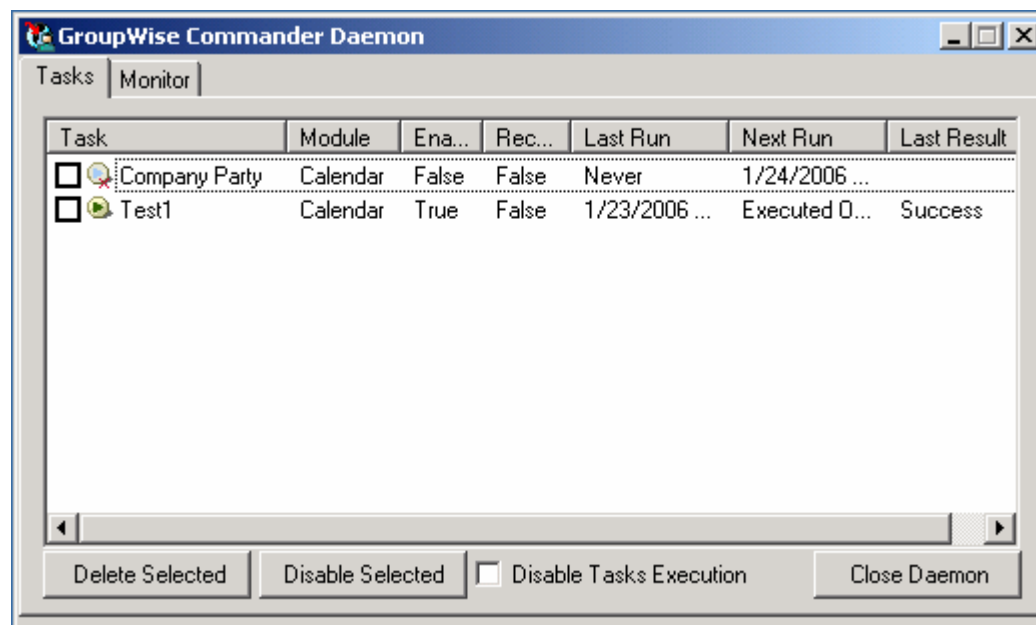 GroupWise Commander Daemon
Tasks Monitor
Task Module Ena... Rec... Last Run Next Run Last Result
Company Party Calendar False False Never 1/24/2006 ...
Test1 Calendar True False 1/23/2006 ... Executed O... Success
Delete Selected Disable Selected Disable Tasks Execution Close Daemon